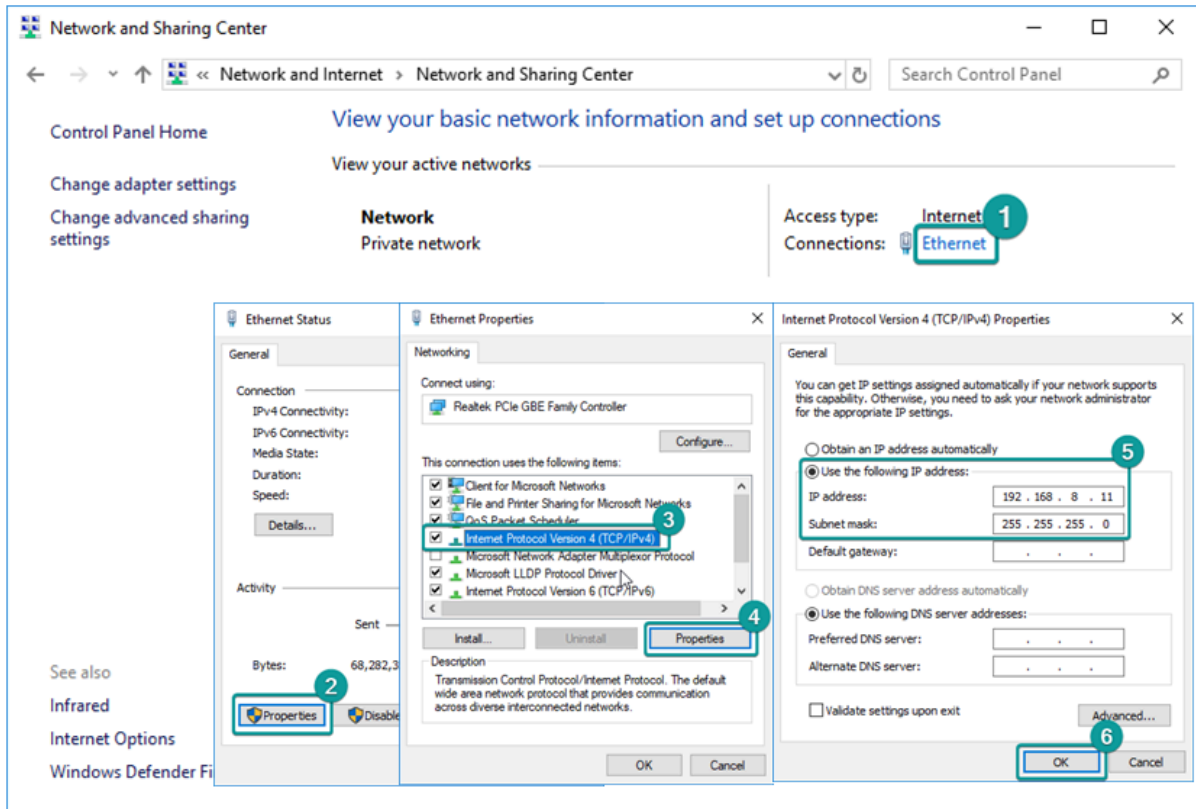 Network and Sharing Center
« Network and Internet > Network and Sharing Center
Search Control Panel
Control Panel Home
Change adapter settings
Change advanced sharing
settings
View your basic network information and set up connections
View your active networks
Network
Private network
Access type: Internet
Connections: Ethernet
1
Ethernet Status
General
Connection
IPv4 Connectivity:
IPv6 Connectivity:
Media State:
Duration:
Speed:
Details...
Activity
Sent
Bytes: 68,282,3
2
Properties
Disable
Ethernet Properties
Networking
Connect using:
Realtek PCIe GBE Family Controller
Configure...
This connection uses the following items:
Client for Microsoft Networks
File and Printer Sharing for Microsoft Networks
QoS Packet Scheduler
3
Internet Protocol Version 4 (TCP/IPv4)
Microsoft Network Adapter Multiplexor Protocol
Microsoft LLDP Protocol Driver
Internet Protocol Version 6 (TCP/IPv6)
4
Install...
Uninstall
Properties
Description
Transmission Control Protocol/Internet Protocol. The default
wide area network protocol that provides communication
across diverse interconnected networks.
OK
Cancel
Internet Protocol Version 4 (TCP/IPv4) Properties
General
You can get IP settings assigned automatically if your network supports
this capability. Otherwise, you need to ask your network administrator
for the appropriate IP settings.
Obtain an IP address automatically
5
Use the following IP address:
IP address: 192 . 168 . 8 . 11
Subnet mask: 255 . 255 . 255 . 0
Default gateway: . . .
Obtain DNS server address automatically
Use the following DNS server addresses:
Preferred DNS server: . . .
Alternate DNS server: . . .
Validate settings upon exit
Advanced...
6
OK
Cancel
See also
Infrared
Internet Options
Windows Defender Fi